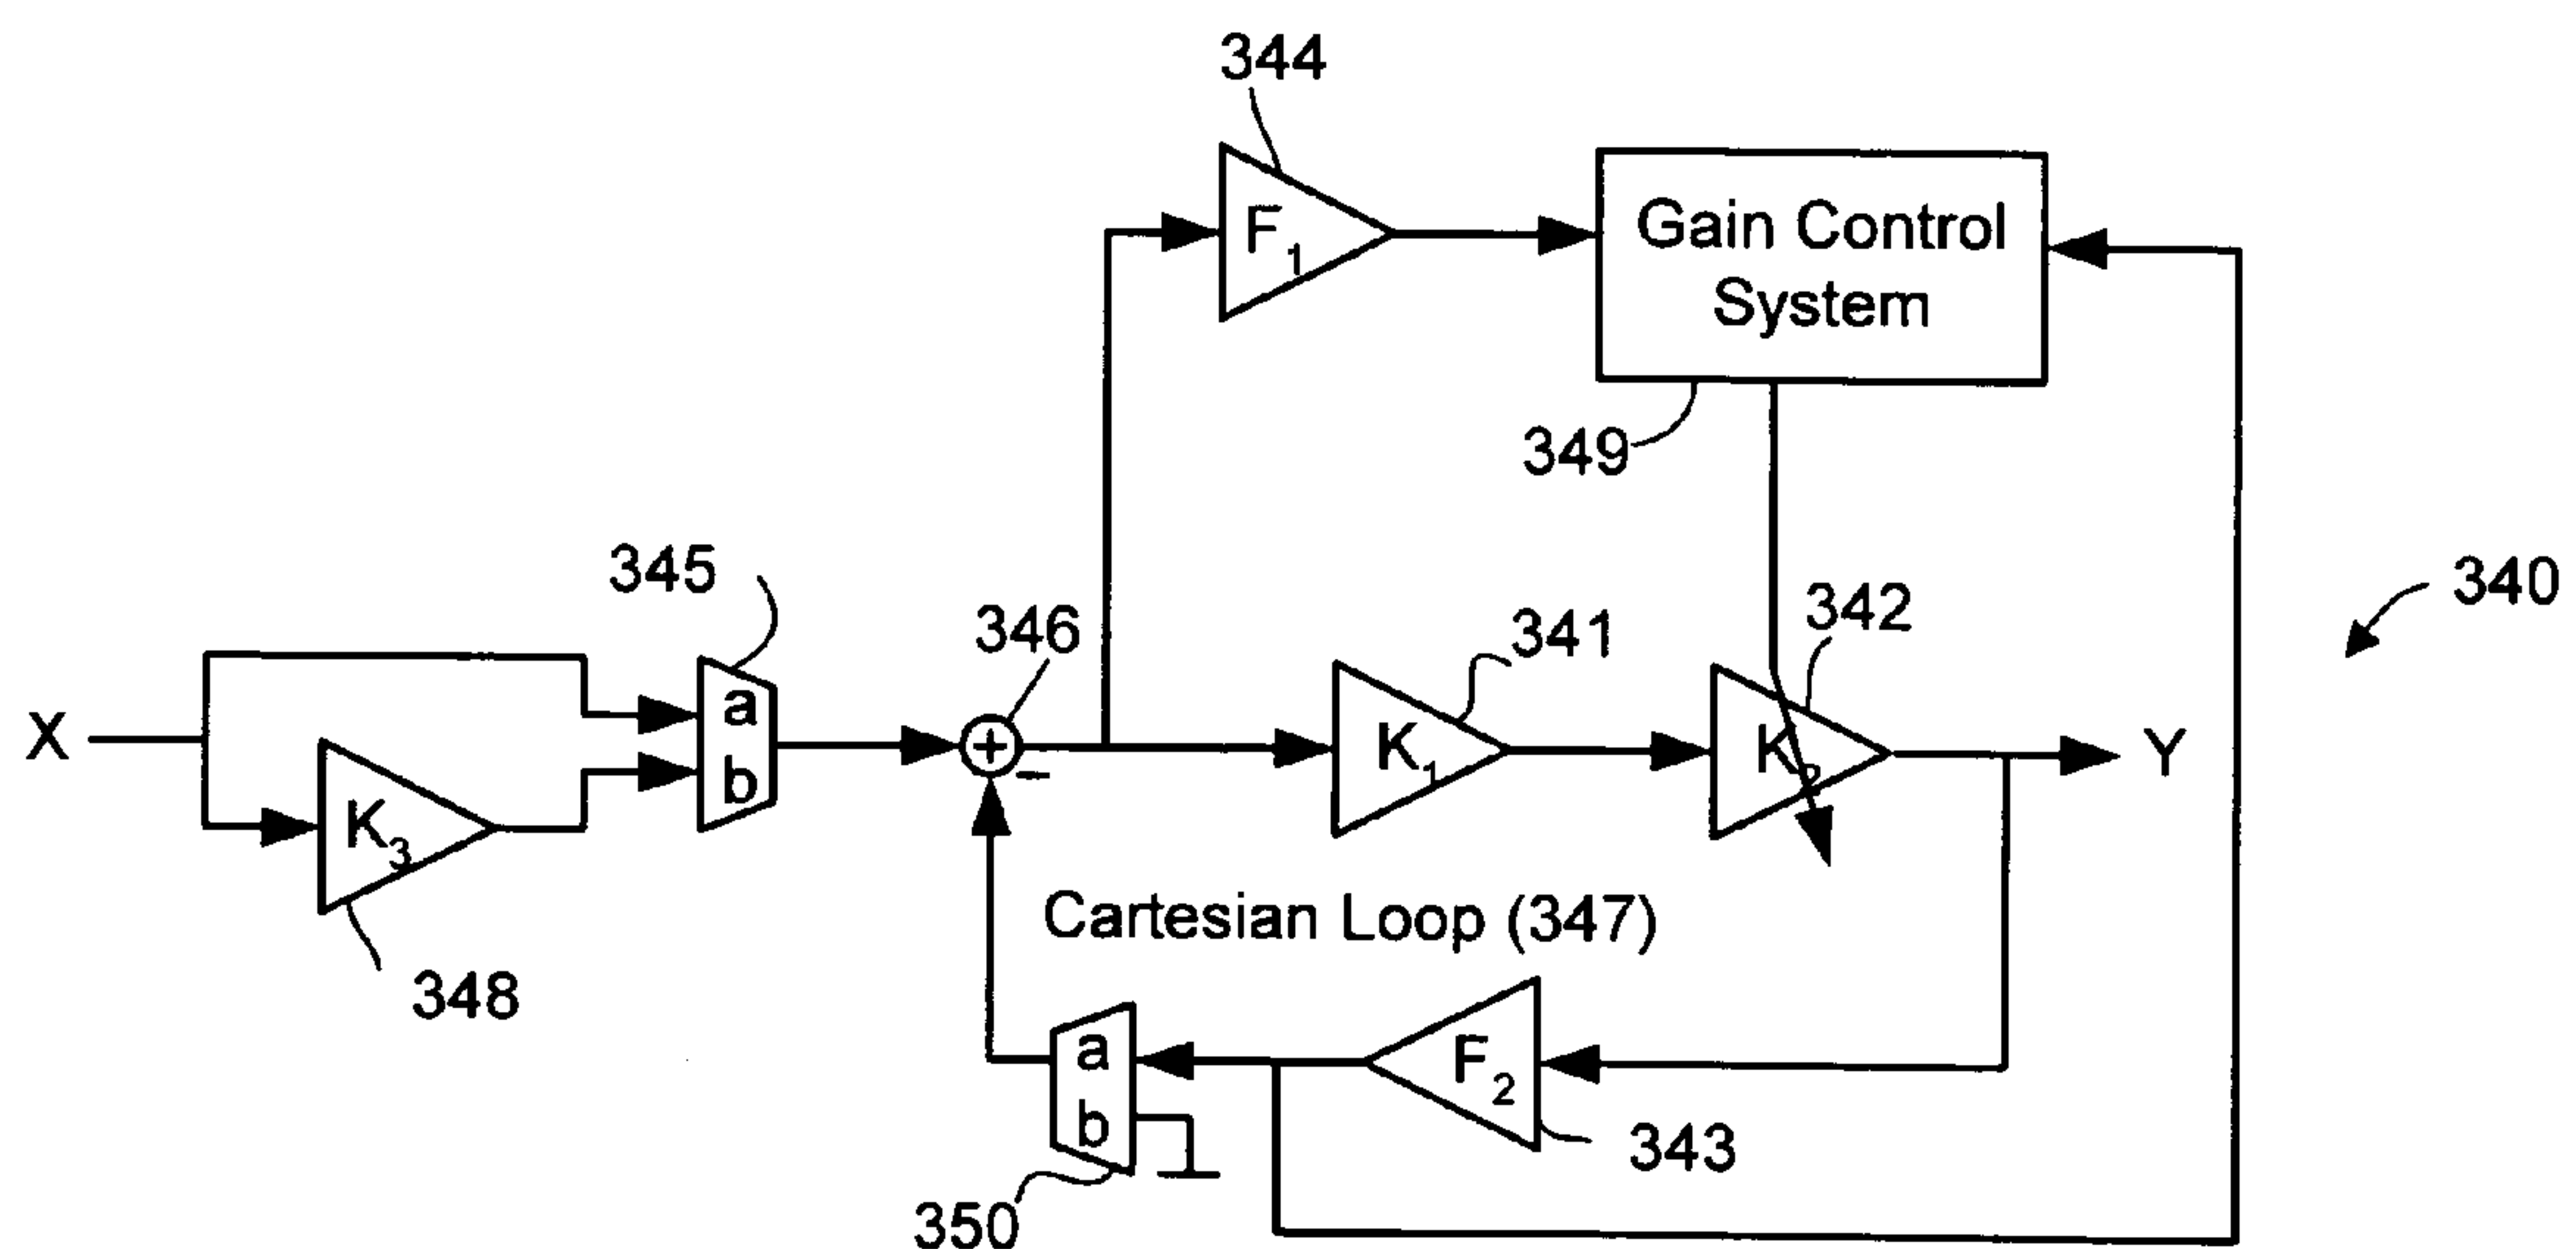 344
F1
Gain Control
System
349
345
346
341
342
340
X
a
b
K1
K2
Y
K3
348
Cartesian Loop (347)
a
b
F2
343
350
+
−